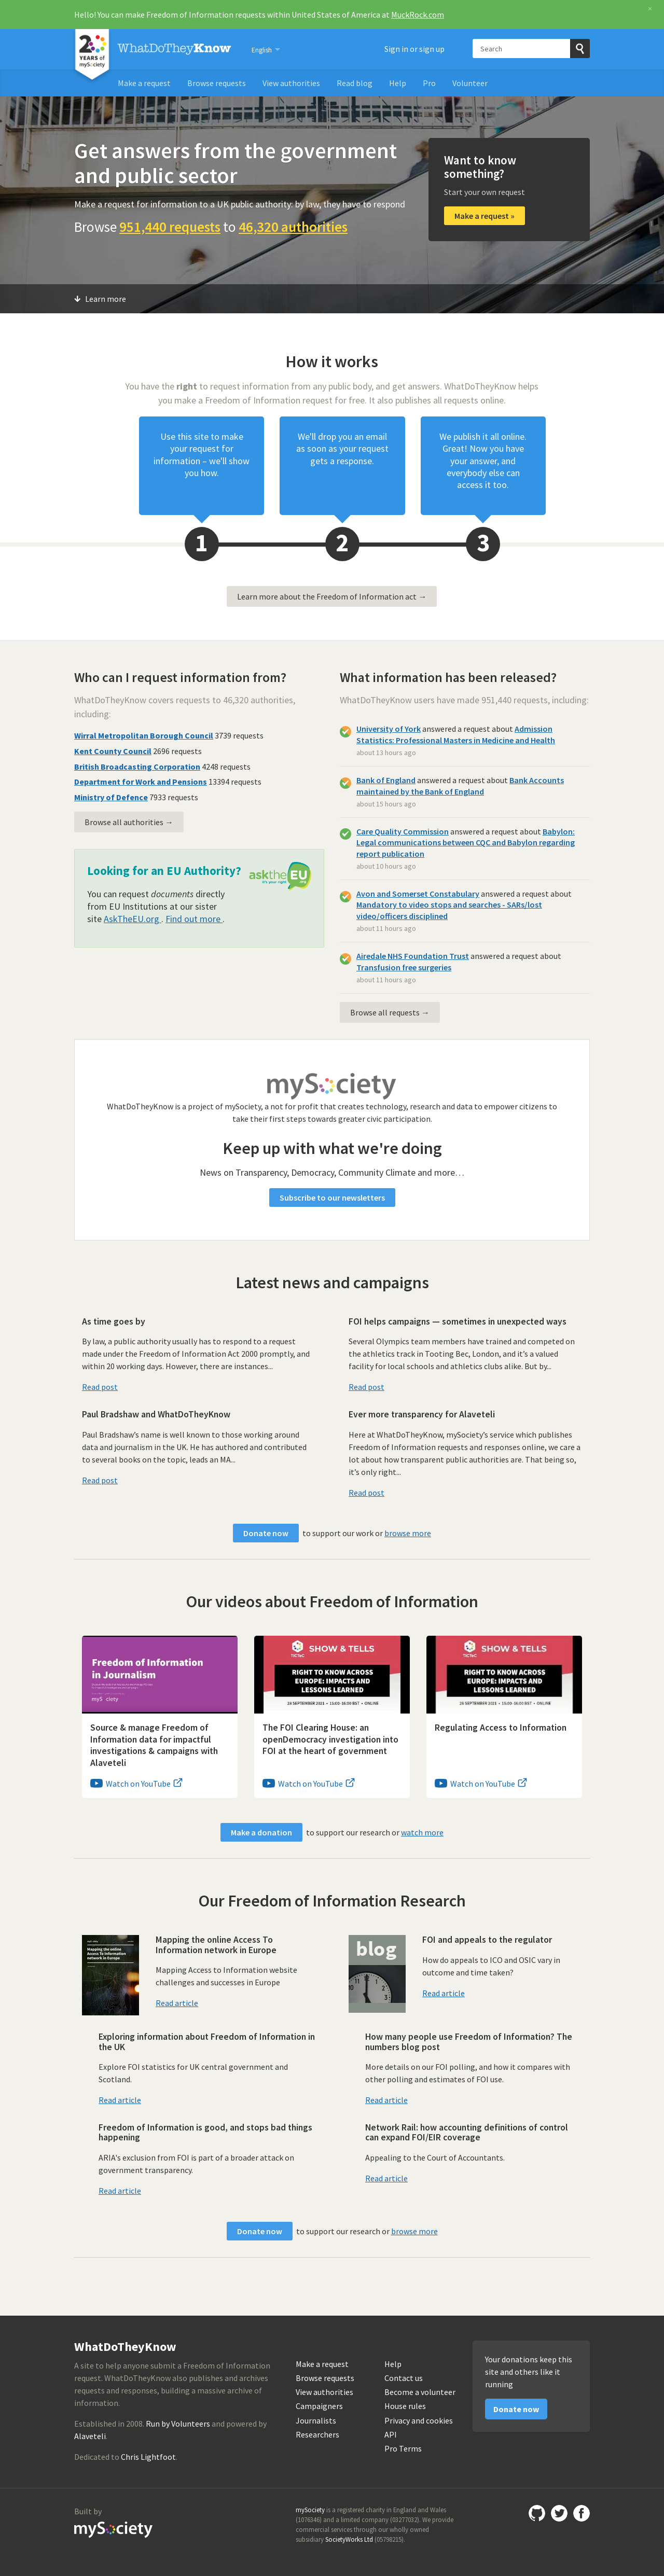 Hello! You can make Freedom of Information requests within United States of America at MuckRock.com
×
20
YEARS of
mySociety
WhatDoTheyKnow
English
Sign in or sign up
Search
Make a request
Browse requests
View authorities
Read blog
Help
Pro
Volunteer
Get answers from the government
and public sector
Make a request for information to a UK public authority: by law, they have to respond
Browse 951,440 requests to 46,320 authorities
Want to know
something?
Start your own request
Make a request »
Learn more
How it works
You have the right to request information from any public body, and get answers. WhatDoTheyKnow helps
you make a Freedom of Information request for free. It also publishes all requests online.
Use this site to make
your request for
information – we'll show
you how.
We'll drop you an email
as soon as your request
gets a response.
We publish it all online.
Great! Now you have
your answer, and
everybody else can
access it too.
1
2
3
Learn more about the Freedom of Information act →
Who can I request information from?
WhatDoTheyKnow covers requests to 46,320 authorities,
including:
Wirral Metropolitan Borough Council 3739 requests
Kent County Council 2696 requests
British Broadcasting Corporation 4248 requests
Department for Work and Pensions 13394 requests
Ministry of Defence 7933 requests
Browse all authorities →
Looking for an EU Authority?
asktheEU
You can request documents directly
from EU Institutions at our sister
site AskTheEU.org . Find out more .
What information has been released?
WhatDoTheyKnow users have made 951,440 requests, including:
University of York answered a request about Admission
Statistics: Professional Masters in Medicine and Health
about 13 hours ago
Bank of England answered a request about Bank Accounts
maintained by the Bank of England
about 15 hours ago
Care Quality Commission answered a request about Babylon:
Legal communications between CQC and Babylon regarding
report publication
about 10 hours ago
Avon and Somerset Constabulary answered a request about
Mandatory to video stops and searches - SARs/lost
video/officers disciplined
about 11 hours ago
Airedale NHS Foundation Trust answered a request about
Transfusion free surgeries
about 11 hours ago
Browse all requests →
mySociety
WhatDoTheyKnow is a project of mySociety, a not for profit that creates technology, research and data to empower citizens to
take their first steps towards greater civic participation.
Keep up with what we're doing
News on Transparency, Democracy, Community Climate and more…
Subscribe to our newsletters
Latest news and campaigns
As time goes by
By law, a public authority usually has to respond to a request
made under the Freedom of Information Act 2000 promptly, and
within 20 working days. However, there are instances...
Read post
FOI helps campaigns — sometimes in unexpected ways
Several Olympics team members have trained and competed on
the athletics track in Tooting Bec, London, and it's a valued
facility for local schools and athletics clubs alike. But by...
Read post
Paul Bradshaw and WhatDoTheyKnow
Paul Bradshaw's name is well known to those working around
data and journalism in the UK. He has authored and contributed
to several books on the topic, leads an MA...
Read post
Ever more transparency for Alaveteli
Here at WhatDoTheyKnow, mySociety's service which publishes
Freedom of Information requests and responses online, we care a
lot about how transparent public authorities are. That being so,
it's only right...
Read post
Donate now to support our work or browse more
Our videos about Freedom of Information
Freedom of Information
in Journalism
mySociety
Source & manage Freedom of
Information data for impactful
investigations & campaigns with
Alaveteli
Watch on YouTube
TICTeC SHOW & TELLS
RIGHT TO KNOW ACROSS
EUROPE: IMPACTS AND
LESSONS LEARNED
28 SEPTEMBER 2021 • 15:00-16:00 BST • ONLINE
The FOI Clearing House: an
openDemocracy investigation into
FOI at the heart of government
Watch on YouTube
TICTeC SHOW & TELLS
RIGHT TO KNOW ACROSS
EUROPE: IMPACTS AND
LESSONS LEARNED
28 SEPTEMBER 2021 • 15:00-16:00 BST • ONLINE
Regulating Access to Information
Watch on YouTube
Make a donation to support our research or watch more
Our Freedom of Information Research
Mapping the online
Access To Information
network in Europe
Mapping the online Access To
Information network in Europe
Mapping Access to Information website
challenges and successes in Europe
Read article
blog
FOI and appeals to the regulator
How do appeals to ICO and OSIC vary in
outcome and time taken?
Read article
Exploring information about Freedom of Information in
the UK
Explore FOI statistics for UK central government and
Scotland.
Read article
How many people use Freedom of Information? The
numbers blog post
More details on our FOI polling, and how it compares with
other polling and estimates of FOI use.
Read article
Freedom of Information is good, and stops bad things
happening
ARIA's exclusion from FOI is part of a broader attack on
government transparency.
Read article
Network Rail: how accounting definitions of control
can expand FOI/EIR coverage
Appealing to the Court of Accountants.
Read article
Donate now to support our research or browse more
WhatDoTheyKnow
A site to help anyone submit a Freedom of Information
request. WhatDoTheyKnow also publishes and archives
requests and responses, building a massive archive of
information.
Established in 2008. Run by Volunteers and powered by
Alaveteli.
Dedicated to Chris Lightfoot.
Make a request
Browse requests
View authorities
Campaigners
Journalists
Researchers
Help
Contact us
Become a volunteer
House rules
Privacy and cookies
API
Pro Terms
Your donations keep this
site and others like it
running
Donate now
Built by
mySociety
mySociety is a registered charity in England and Wales
(1076346) and a limited company (03277032). We provide
commercial services through our wholly owned
subsidiary SocietyWorks Ltd (05798215).